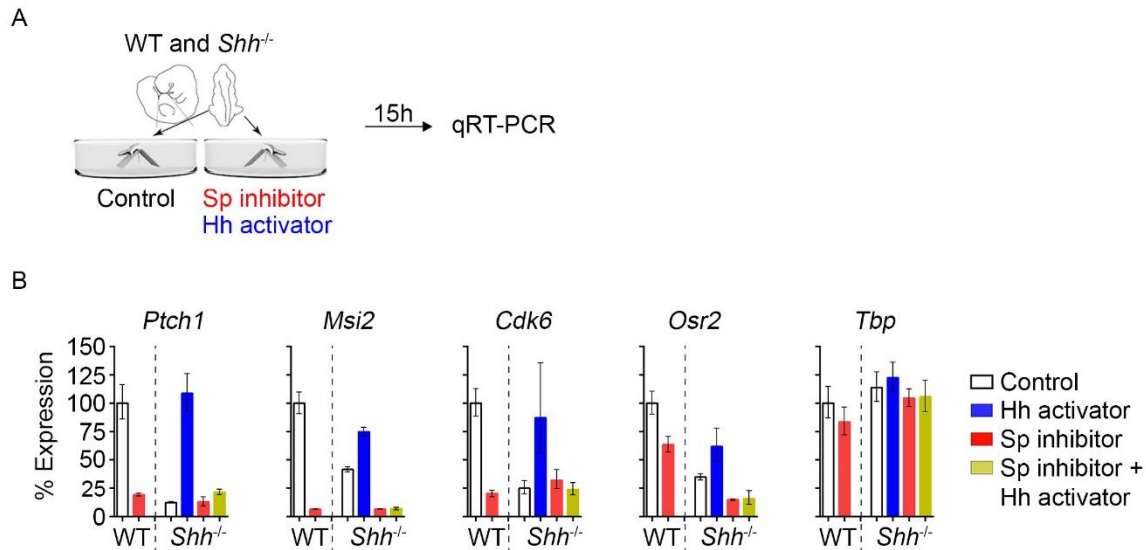 A
WT and Shh-/-
15h
qRT-PCR
Control
Sp inhibitor
Hh activator
B
Ptch1
Msi2
Cdk6
Osr2
Tbp
% Expression
150
125
100
75
50
25
0
WT
Shh-/-
WT
Shh-/-
WT
Shh-/-
WT
Shh-/-
WT
Shh-/-
Control
Hh activator
Sp inhibitor
Sp inhibitor +
Hh activator